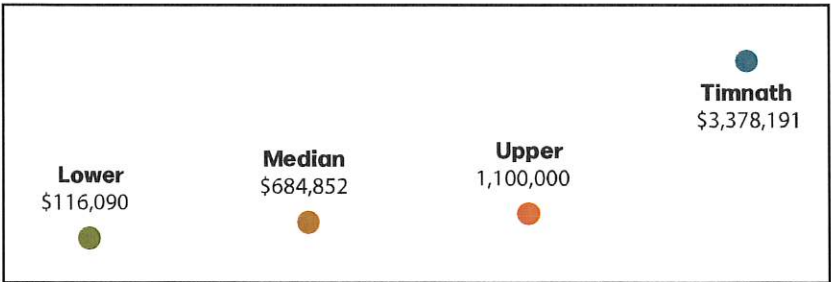 Lower
$116,090
Median
$684,852
Upper
1,100,000
Timnath
$3,378,191